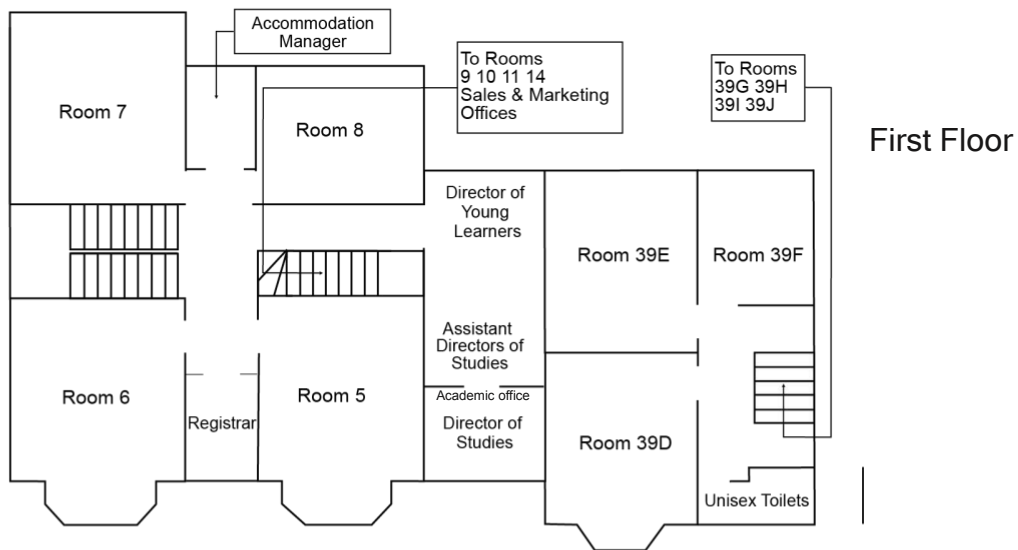 Accommodation
Manager
To Rooms
9 10 11 14
Sales & Marketing
Offices
To Rooms
39G 39H
39I 39J
First Floor
Room 7
Room 8
Director of
Young
Learners
Room 39E
Room 39F
Assistant
Directors of
Studies
Room 6
Registrar
Room 5
Academic office
Director of
Studies
Room 39D
Unisex Toilets